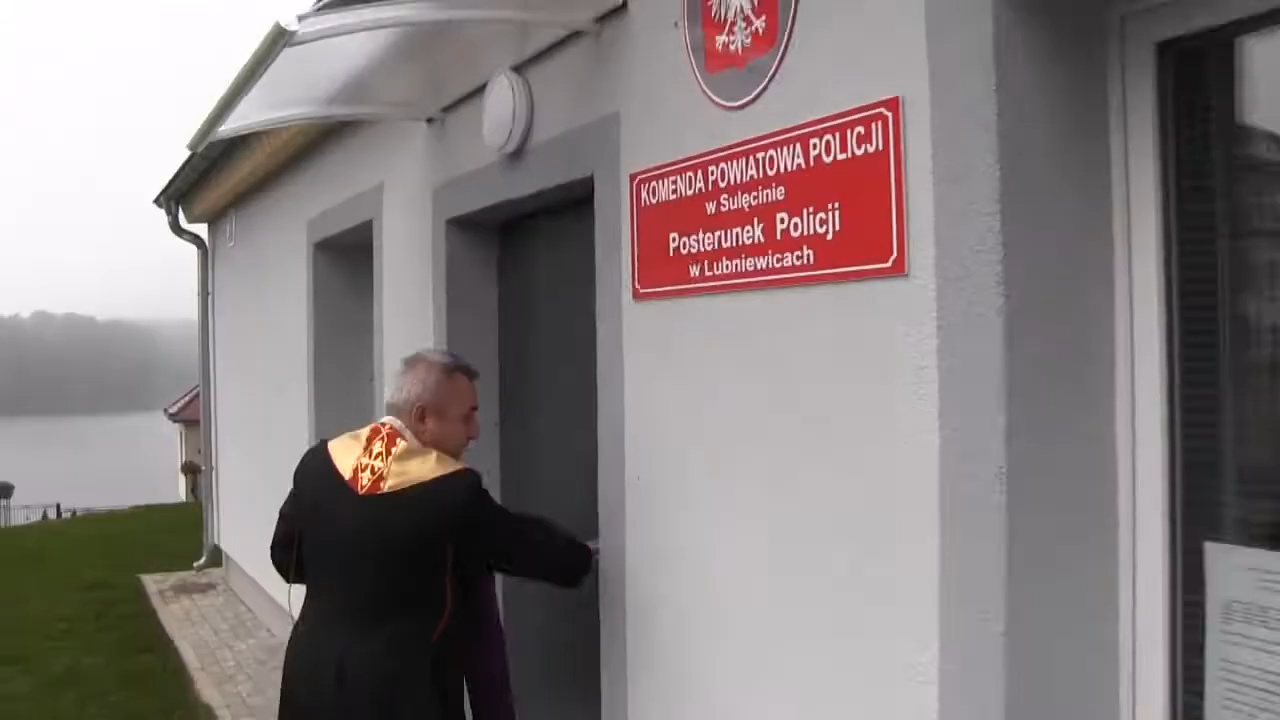 KOMENDA POWIATOWA POLICJI
w Sulęcinie
Posterunek Policji
w Lubniewicach